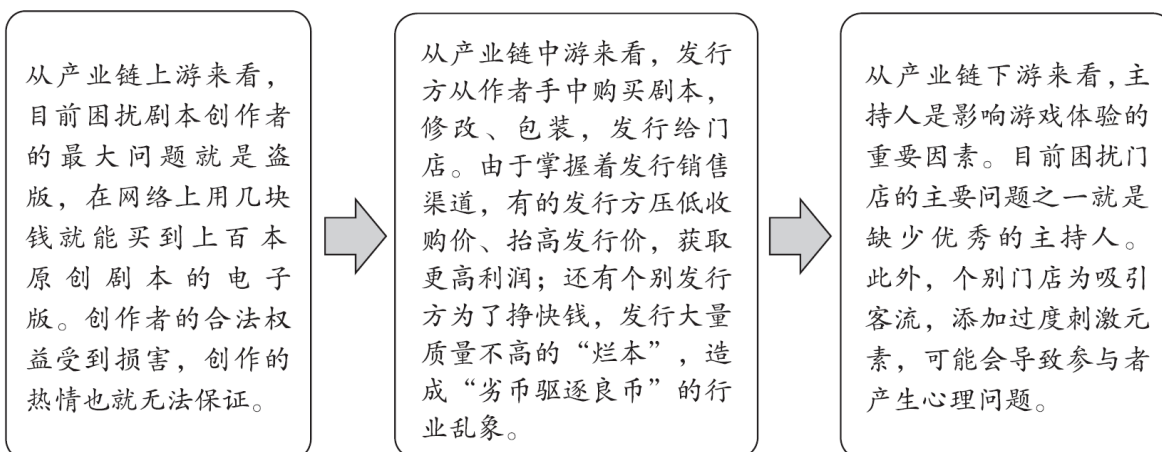 从产业链上游来看，
目前困扰剧本创作者
的最大问题就是盗
版，在网络上用几块
钱就能买到上百本
原创剧本的电子
版。创作者的合法权
益受到损害，创作的
热情也就无法保证。
从产业链中游来看，发行
方从作者手中购买剧本，
修改、包装，发行给门
店。由于掌握着发行销售
渠道，有的发行方压低收
购价、抬高发行价，获取
更高利润；还有个别发行
方为了挣快钱，发行大量
质量不高的“烂本”，造
成“劣币驱逐良币”的行
业乱象。
从产业链下游来看，主
持人是影响游戏体验的
重要因素。目前困扰门
店的主要问题之一就是
缺少优秀的主持人。
此外，个别门店为吸引
客流，添加过度刺激元
素，可能会导致参与者
产生心理问题。